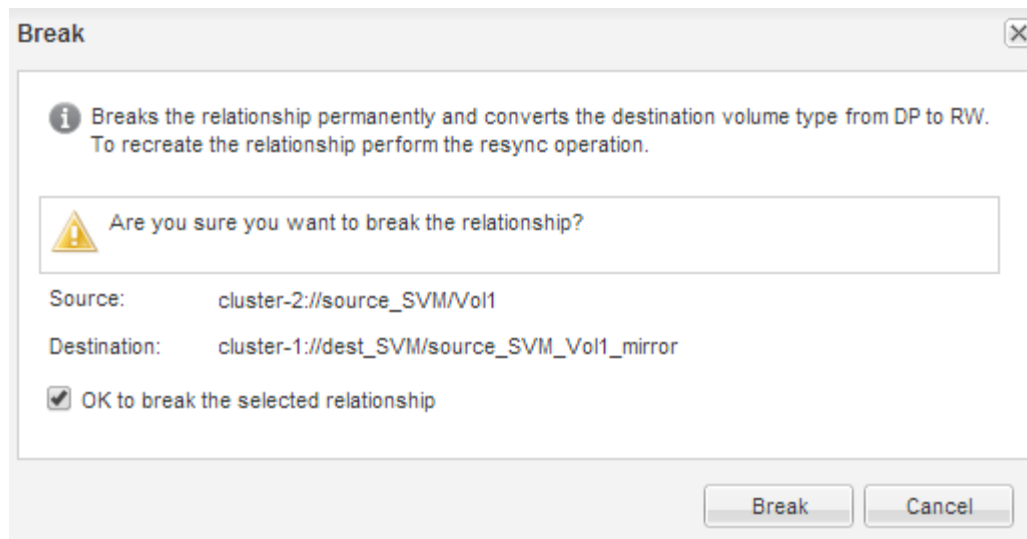 Break
Breaks the relationship permanently and converts the destination volume type from DP to RW.
To recreate the relationship perform the resync operation.
Are you sure you want to break the relationship?
Source: cluster-2://source_SVM/Vol1
Destination: cluster-1://dest_SVM/source_SVM_Vol1_mirror
OK to break the selected relationship
Break Cancel